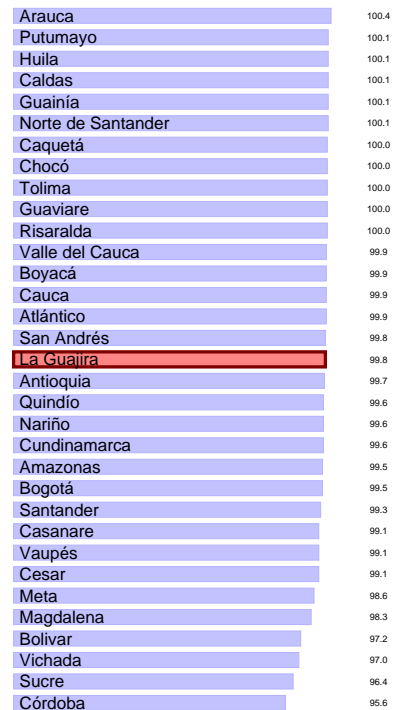 Arauca 100.4
Putumayo 100.1
Huila 100.1
Caldas 100.1
Guainía 100.1
Norte de Santander 100.1
Caquetá 100.0
Chocó 100.0
Tolima 100.0
Guaviare 100.0
Risaralda 100.0
Valle del Cauca 99.9
Boyacá 99.9
Cauca 99.9
Atlántico 99.9
San Andrés 99.8
La Guajira 99.8
Antioquia 99.7
Quindío 99.6
Nariño 99.6
Cundinamarca 99.6
Amazonas 99.5
Bogotá 99.5
Santander 99.3
Casanare 99.1
Vaupés 99.1
Cesar 99.1
Meta 98.6
Magdalena 98.3
Bolivar 97.2
Vichada 97.0
Sucre 96.4
Córdoba 95.6